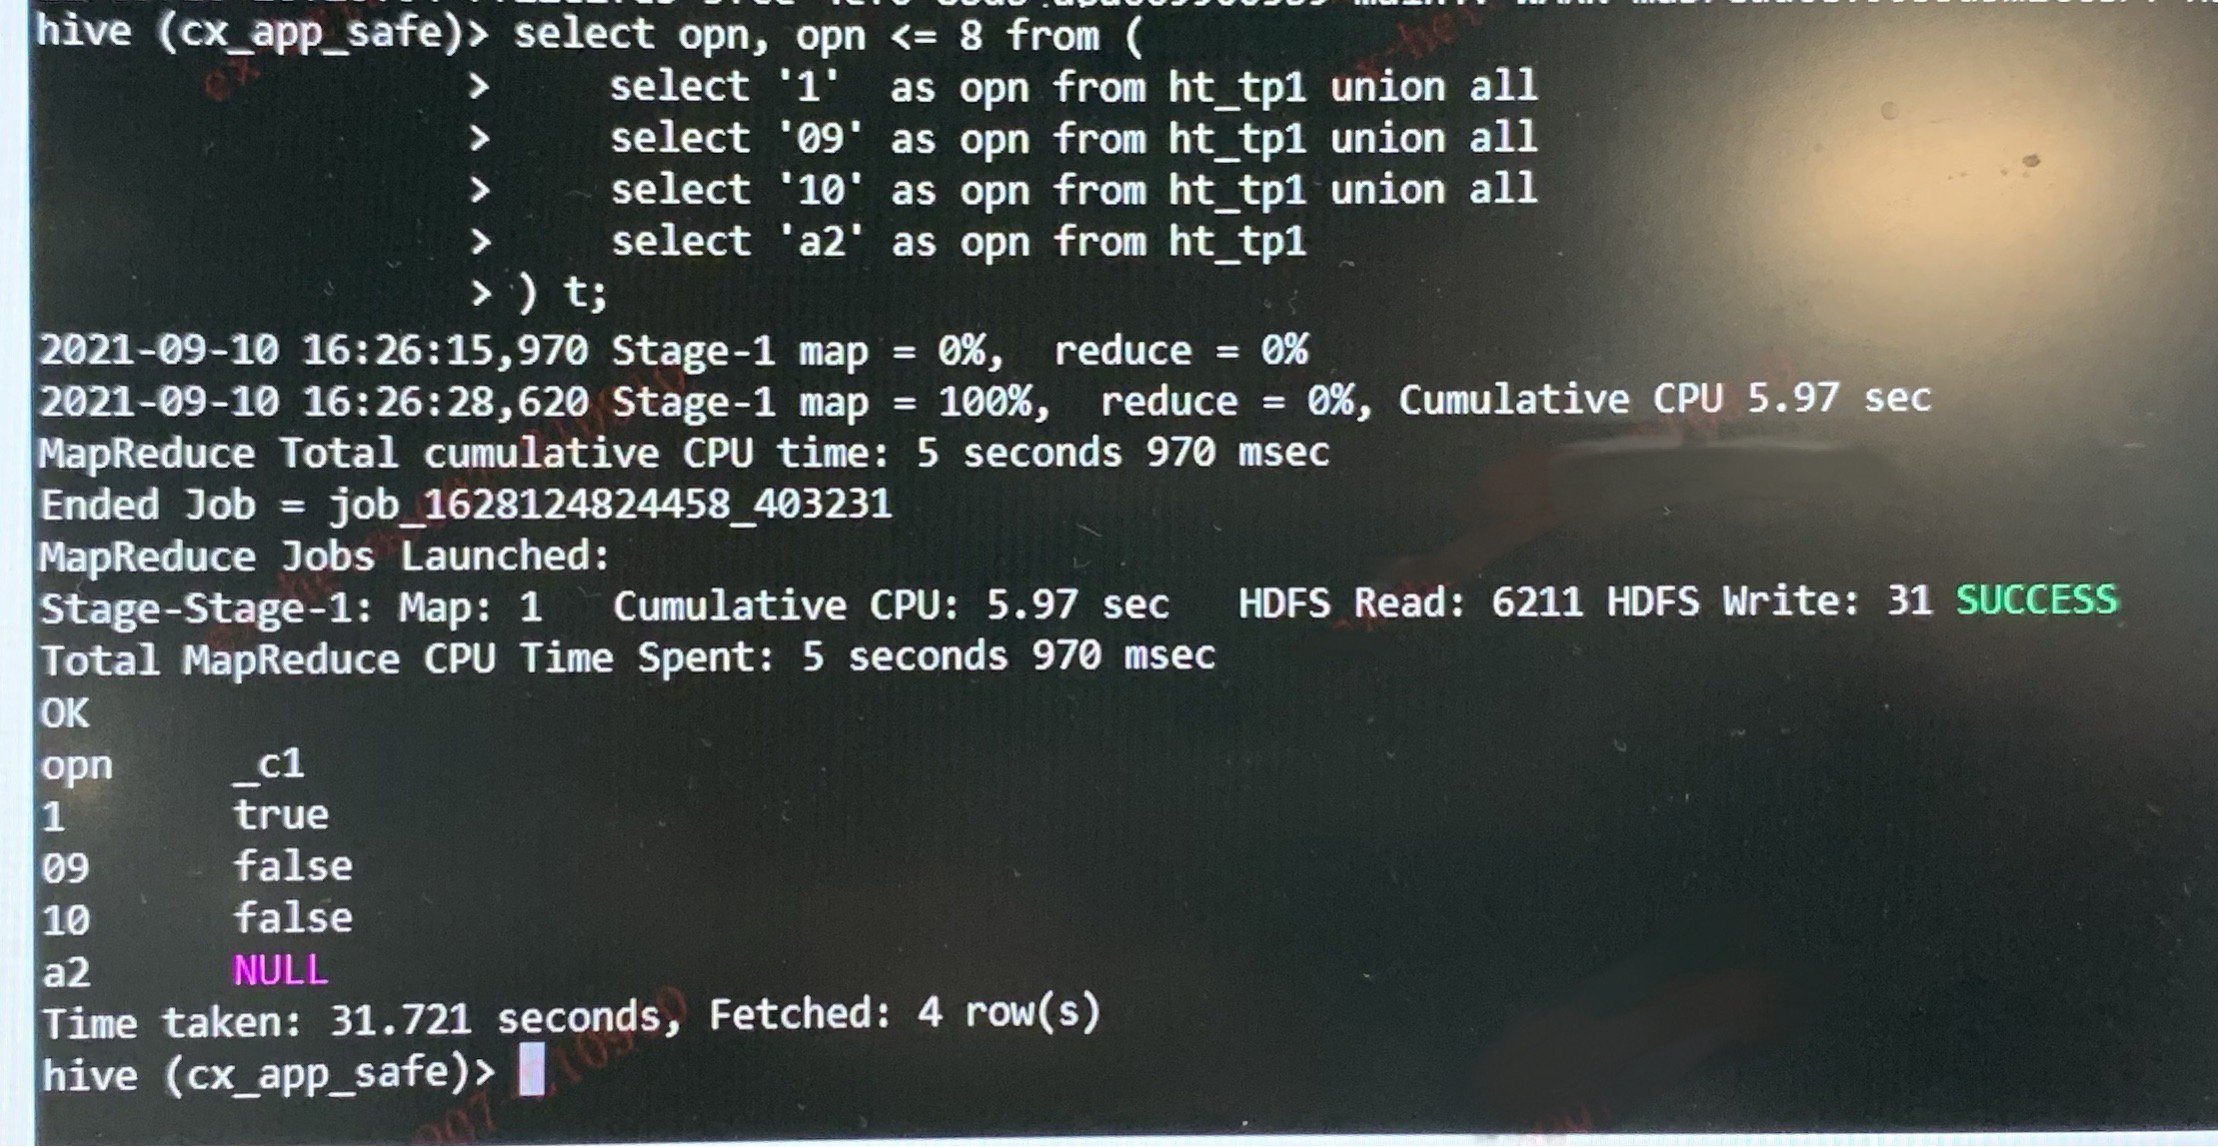 hive (cx_app_safe)> select opn, opn <= 8 from (
> select '1' as opn from ht_tp1 union all
> select '09' as opn from ht_tp1 union all
> select '10' as opn from ht_tp1 union all
> select 'a2' as opn from ht_tp1
> ) t;
2021-09-10 16:26:15,970 Stage-1 map = 0%, reduce = 0%
2021-09-10 16:26:28,620 Stage-1 map = 100%, reduce = 0%, Cumulative CPU 5.97 sec
MapReduce Total cumulative CPU time: 5 seconds 970 msec
Ended Job = job_1628124824458_403231
MapReduce Jobs Launched:
Stage-Stage-1: Map: 1 Cumulative CPU: 5.97 sec HDFS Read: 6211 HDFS Write: 31 SUCCESS
Total MapReduce CPU Time Spent: 5 seconds 970 msec
OK
opn _c1
1 true
09 false
10 false
a2 NULL
Time taken: 31.721 seconds, Fetched: 4 row(s)
hive (cx_app_safe)>